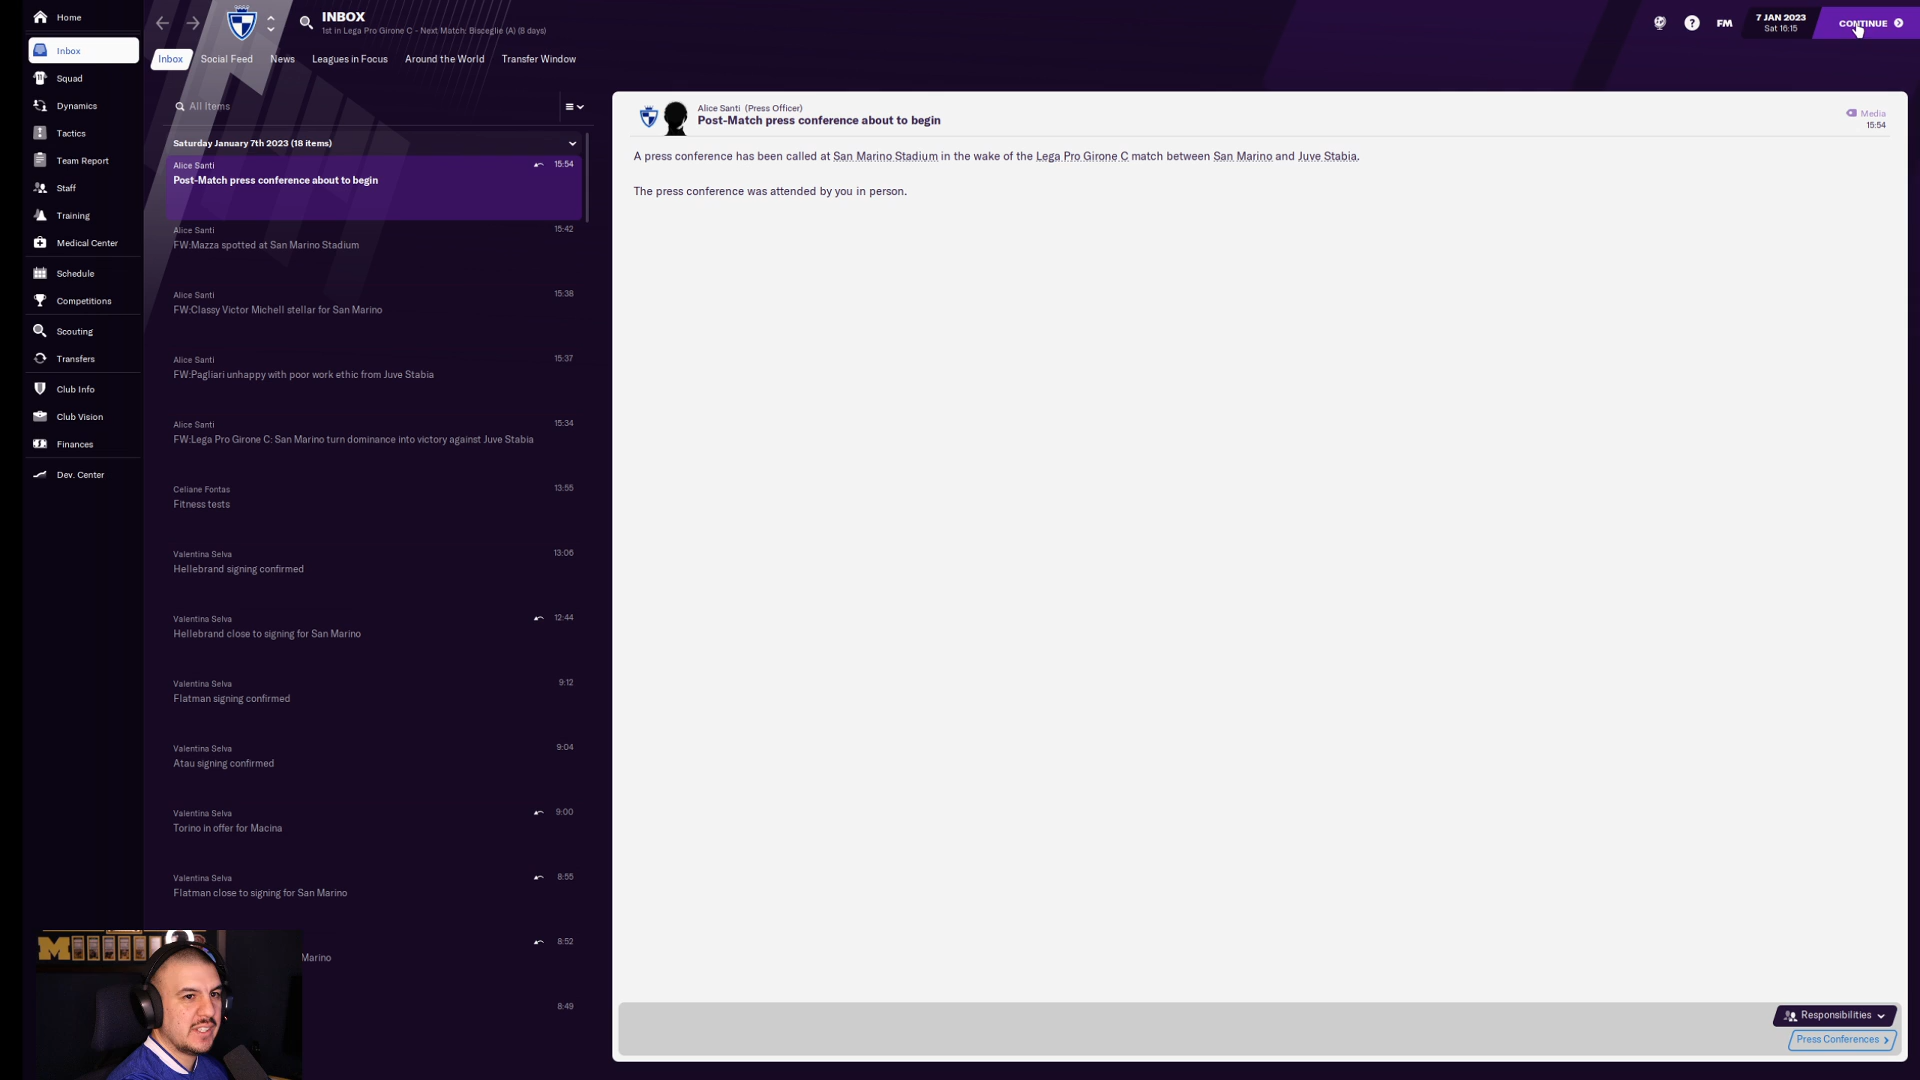 Home
Inbox
Squad
Dynamics
Tactics
Team Report
Staff
Training
Medical Center
Schedule
Competitions
Scouting
Transfers
Club Info
Club Vision
Finances
Dev. Center
INBOX
1st in Lega Pro Girone C - Next Match: Bisceglie (A) (8 days)
FM
7 JAN 2023
Sat 16:15
CONTINUE
Inbox Social Feed News Leagues in Focus Around the World Transfer Window
All Items
Saturday January 7th 2023 (18 items)
Alice Santi 15:54
Post-Match press conference about to begin
Alice Santi 15:42
FW:Mazza spotted at San Marino Stadium
Alice Santi 15:38
FW:Classy Victor Michell stellar for San Marino
Alice Santi 15:37
FW:Pagliari unhappy with poor work ethic from Juve Stabia
Alice Santi 15:34
FW:Lega Pro Girone C: San Marino turn dominance into victory against Juve Stabia
Celiane Fontas 13:55
Fitness tests
Valentina Selva 13:06
Hellebrand signing confirmed
Valentina Selva 12:44
Hellebrand close to signing for San Marino
Valentina Selva 9:12
Flatman signing confirmed
Valentina Selva 9:04
Atau signing confirmed
Valentina Selva 9:00
Torino in offer for Macina
Valentina Selva 8:55
Flatman close to signing for San Marino
8:52
Marino
8:49
M
Alice Santi (Press Officer)
Post-Match press conference about to begin
Media
15:54
A press conference has been called at San Marino Stadium in the wake of the Lega Pro Girone C match between San Marino and Juve Stabia.
The press conference was attended by you in person.
Responsibilities
Press Conferences